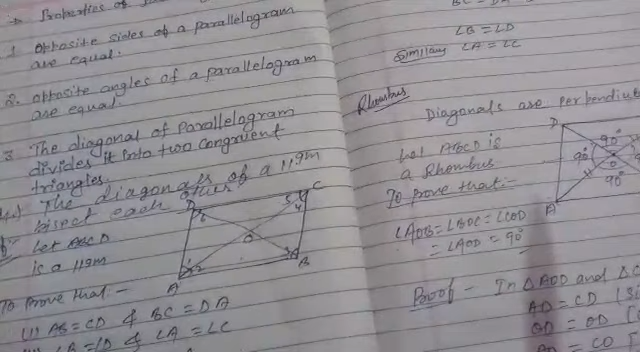 Properties of
1. Opposite sides of a parallelogram
are equal.
2. opposite angles of a parallelogram
are equal
3. The diagonal of parallelogram
divides it into two congruent
triangles.
The diagonals of a 11gm
bisect each other
Let ABCD
is a 11gm
D
C
O
A
B
To Prove that:-
(1) AB = CD & BC = DA
∠B = ∠D & ∠A = ∠C
∠B = ∠D
Similarly ∠A = ∠C
Rhombus
Diagonals are
Let ABCD is
a Rhombus
To prove that:-
∠AOB = ∠BOC = ∠COD
= ∠AOD = 90°
D
90°
90°
O
90°
A
Proof - In △AOD and
AD = CD
OD = OD